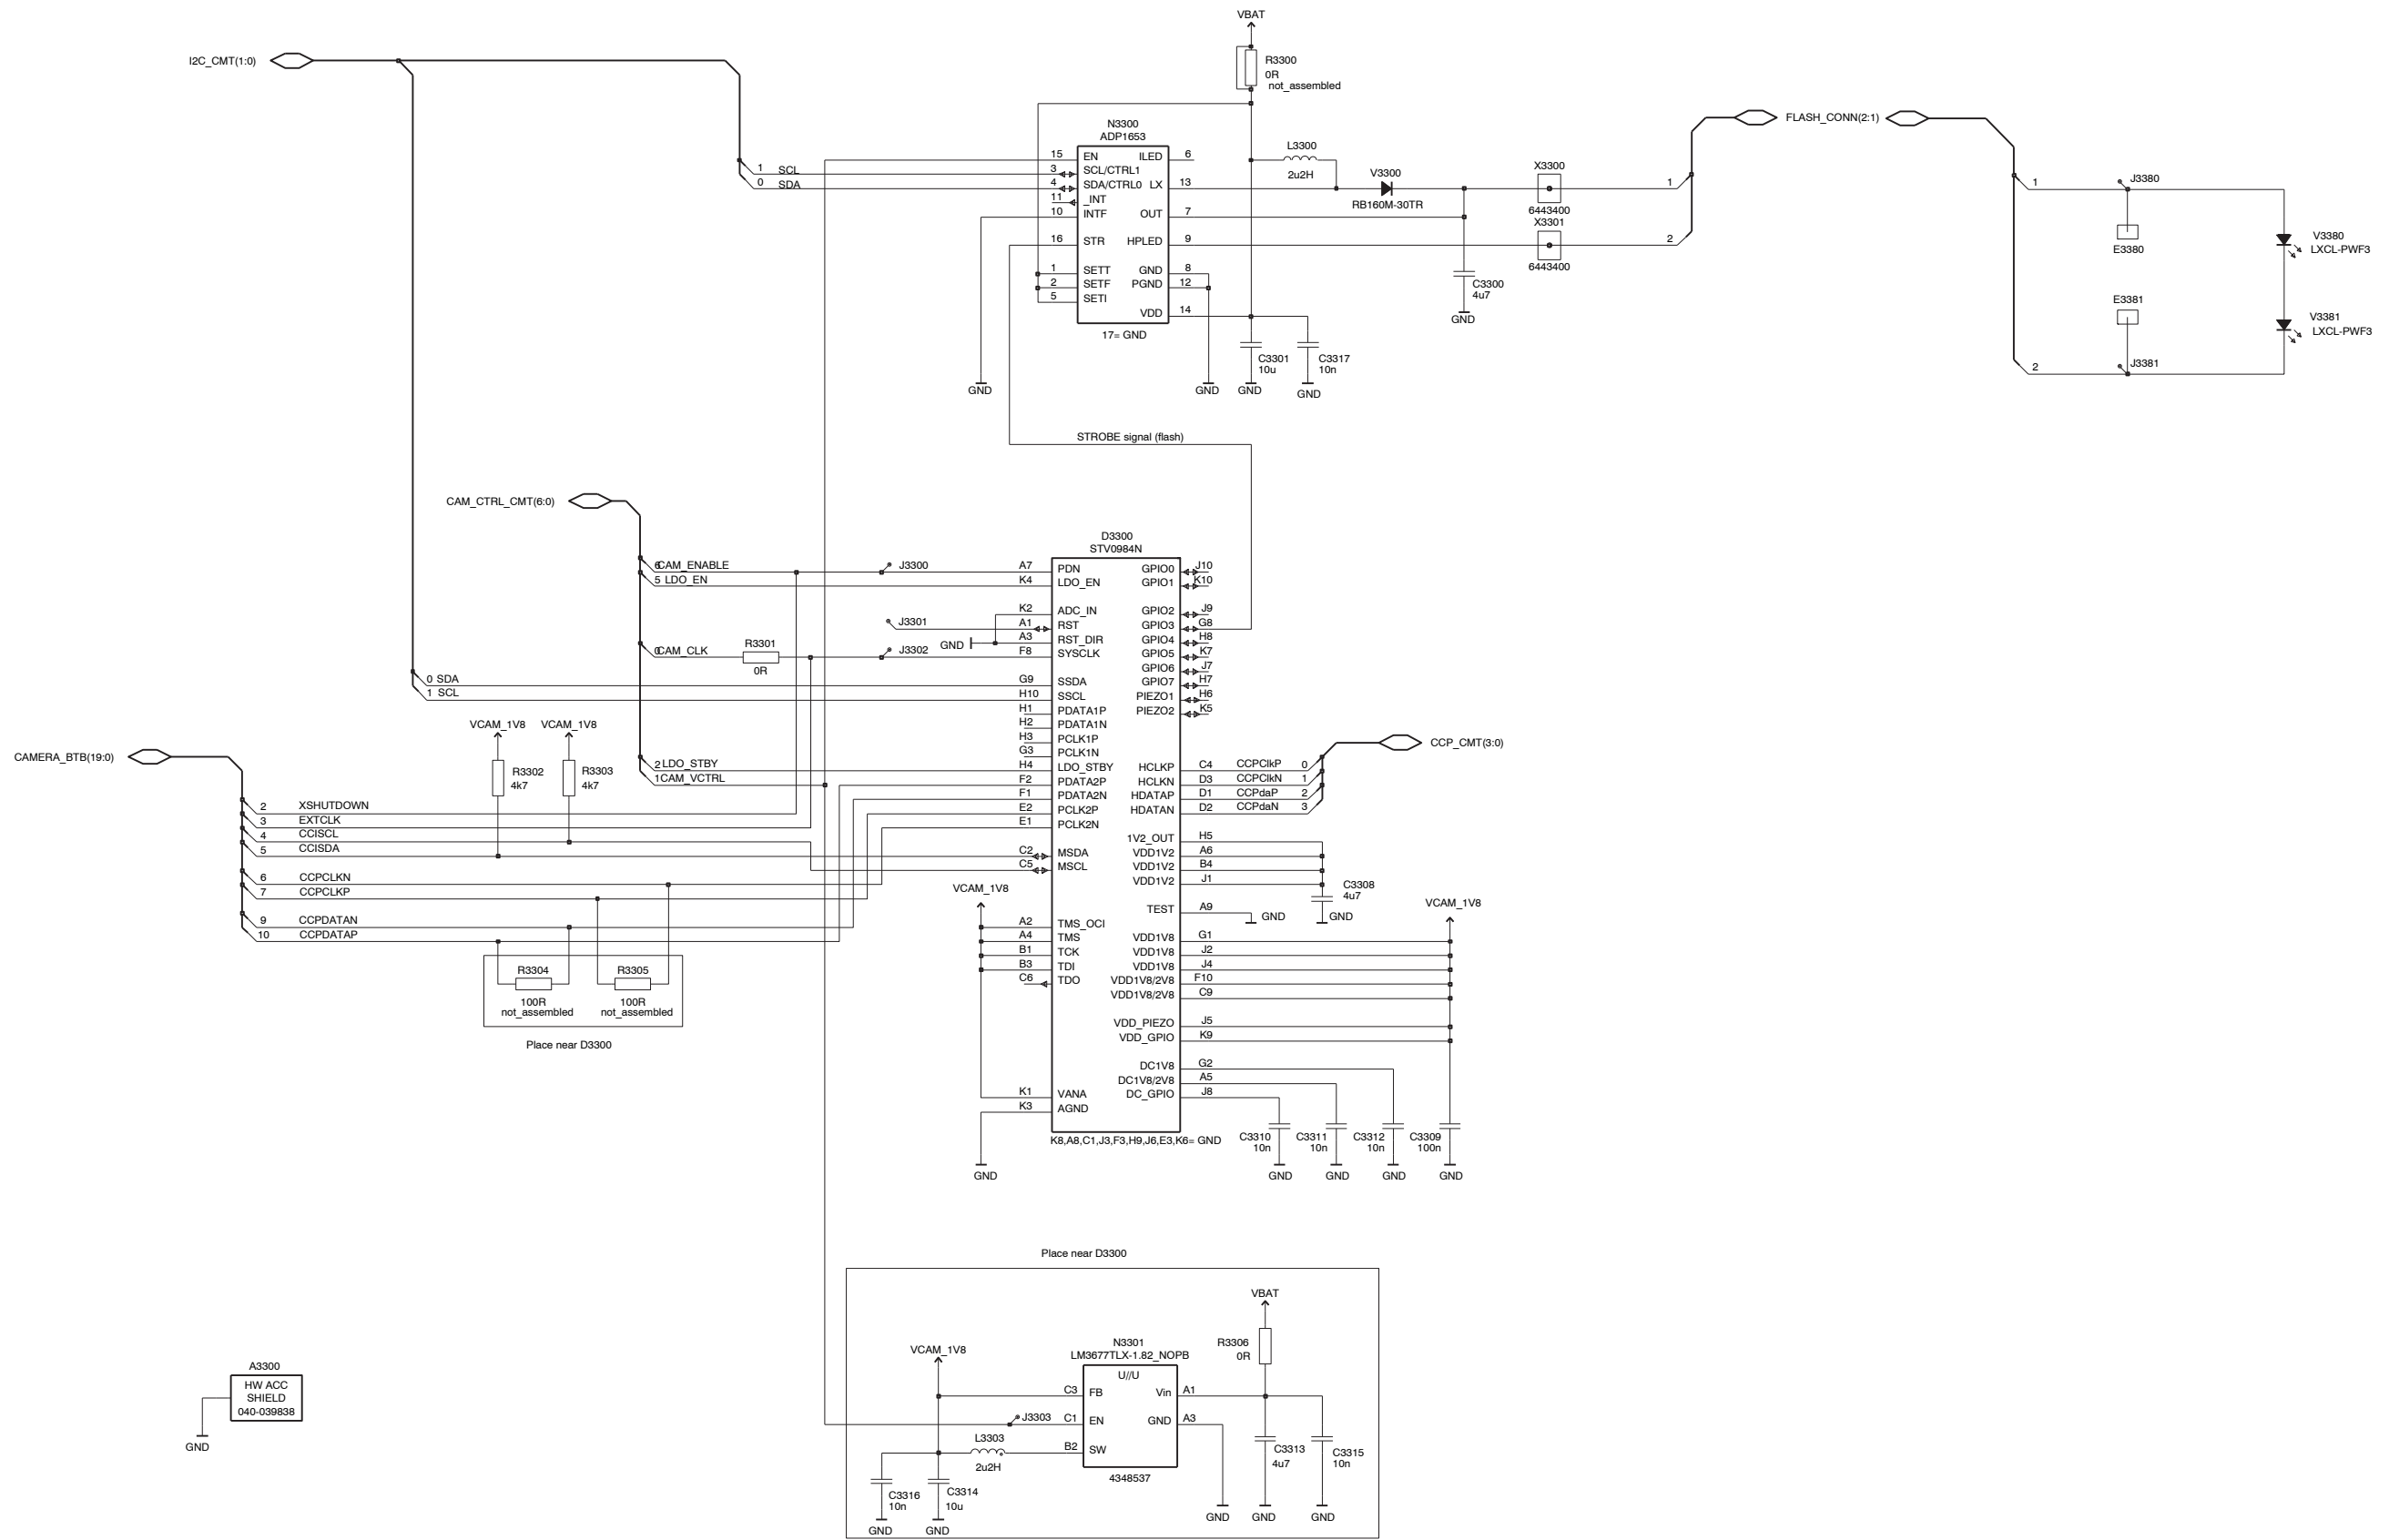 VBAT
I2C_CMT(1:0)
R3300
0R
not_assembled
N3300
ADP1653
15 EN ILED 6
1 SCL 3 SCL/CTRL1
0 SDA 4 SDA/CTRL0 LX 13
11 _INT
10 INTF OUT 7
16 STR HPLED 9
1 SETT GND 8
2 SETF PGND 12
5 SETI
VDD 14
17= GND
L3300
2u2H
V3300
RB160M-30TR
X3300
6443400
X3301
6443400
1
2
FLASH_CONN(2:1)
C3300
4u7
GND
C3301
10u
C3317
10n
GND
GND
GND
GND
1
J3380
E3380
V3380
LXCL-PWF3
E3381
V3381
LXCL-PWF3
2
J3381
STROBE signal (flash)
CAM_CTRL_CMT(6:0)
D3300
STV0984N
6 CAM_ENABLE J3300 A7 PDN GPIO0 J10
5 LDO_EN K4 LDO_EN GPIO1 K10
K2 ADC_IN GPIO2 J9
J3301 A1 RST GPIO3 G8
GND A3 RST_DIR GPIO4 H8
0 CAM_CLK R3301 J3302 F8 SYSCLK GPIO5 K7
0R
GPIO6 J7
0 SDA G9 SSDA GPIO7 H7
1 SCL H10 SSCL PIEZO1 H6
H1 PDATA1P PIEZO2 K5
H2 PDATA1N
H3 PCLK1P
G3 PCLK1N
2 LDO_STBY H4 LDO_STBY HCLKP C4 CCPClkP 0
1 CAM_VCTRL F2 PDATA2P HCLKN D3 CCPClkN 1
F1 PDATA2N HDATAP D1 CCPdaP 2
E2 PCLK2P HDATAN D2 CCPdaN 3
E1 PCLK2N
CCP_CMT(3:0)
VCAM_1V8 VCAM_1V8
CAMERA_BTB(19:0)
R3302
4k7
R3303
4k7
2 XSHUTDOWN
3 EXTCLK
4 CCISCL
5 CCISDA
6 CCPCLKN
7 CCPCLKP
9 CCPDATAN
10 CCPDATAP
1V2_OUT H5
C2 MSDA VDD1V2 A6
C5 MSCL VDD1V2 B4
VDD1V2 J1
C3308
4u7
VCAM_1V8
TEST A9 GND GND
VCAM_1V8
A2 TMS_OCI
A4 TMS VDD1V8 G1
B1 TCK VDD1V8 J2
B3 TDI VDD1V8 J4
C6 TDO VDD1V8/2V8 F10
VDD1V8/2V8 C9
R3304
100R
not_assembled
R3305
100R
not_assembled
Place near D3300
VDD_PIEZO J5
VDD_GPIO K9
DC1V8 G2
DC1V8/2V8 A5
K1 VANA DC_GPIO J8
K3 AGND
K8,A8,C1,J3,F3,H9,J6,E3,K6= GND
C3310
10n
C3311
10n
C3312
10n
C3309
100n
GND
GND
GND
GND
GND
Place near D3300
VBAT
R3306
0R
N3301
LM3677TLX-1.82_NOPB
U//U
VCAM_1V8
C3 FB Vin A1
J3303 C1 EN GND A3
L3303
2u2H
B2 SW
4348537
C3316
10n
C3314
10u
C3313
4u7
C3315
10n
GND
GND
GND
GND
GND
A3300
HW ACC
SHIELD
040-039838
GND